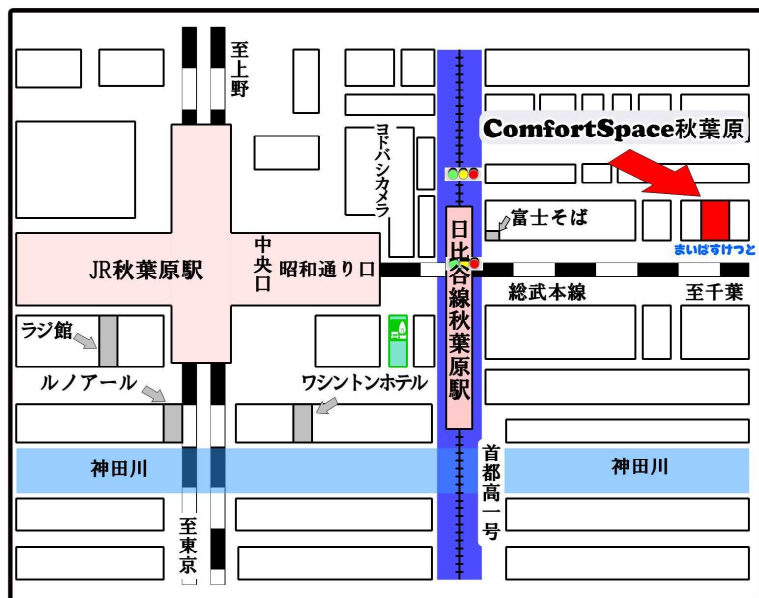 至上野
ヨドバシカメラ
ComfortSpace秋葉原
富士そば
まいばすけつと
JR秋葉原駅
中央口
昭和通り口
日比谷線秋葉原駅
総武本線
至千葉
ラジ館
ルノアール
ワシントンホテル
神田川
首都高一号
神田川
至東京